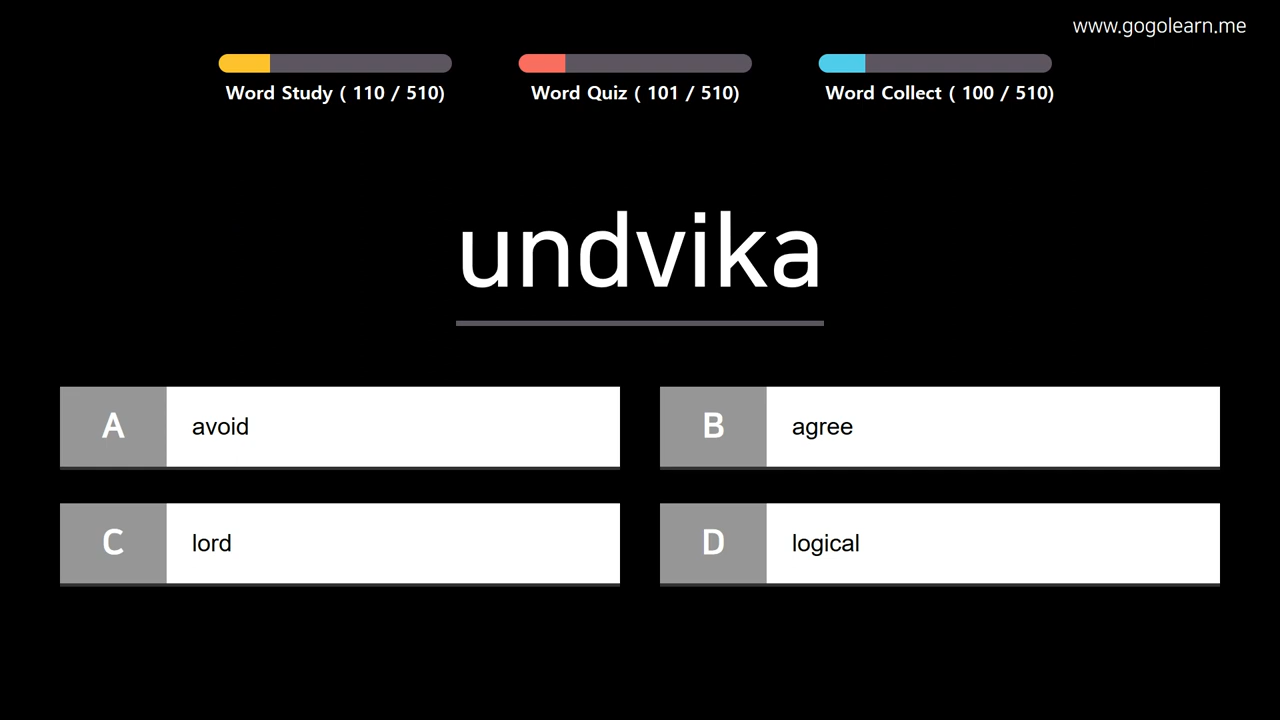 www.gogolearn.me
Word Study ( 110 / 510)
Word Quiz ( 101 / 510)
Word Collect ( 100 / 510)
undvika
A avoid
B agree
C lord
D logical